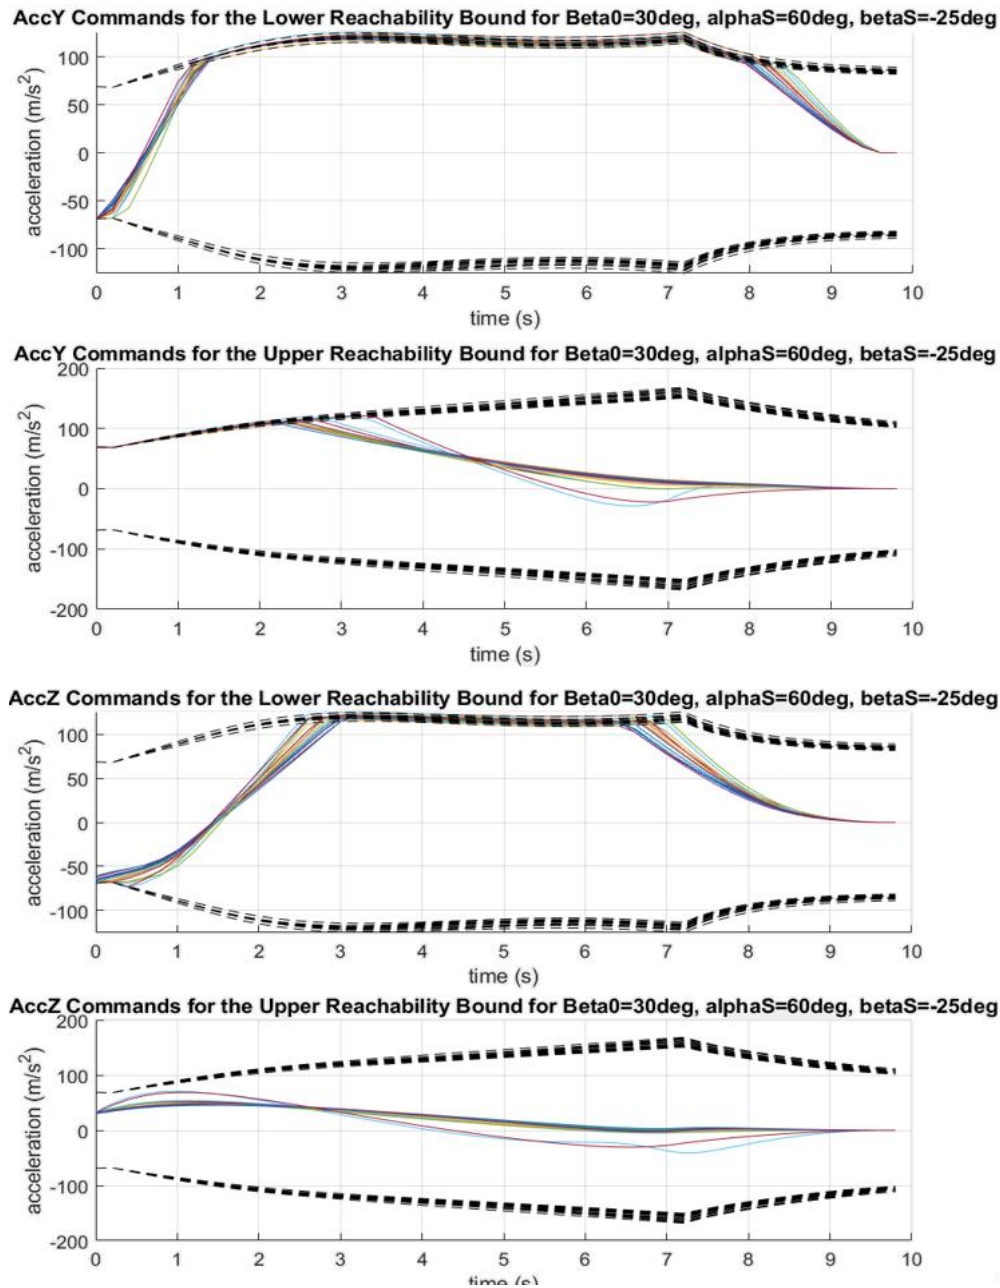 AccY Commands for the Lower Reachability Bound for Beta0=30deg, alphaS=60deg, betaS=-25deg
acceleration (m/s²)
100
50
0
-50
-100
0 1 2 3 4 5 6 7 8 9 10
time (s)
AccY Commands for the Upper Reachability Bound for Beta0=30deg, alphaS=60deg, betaS=-25deg
acceleration (m/s²)
200
100
0
-100
-200
0 1 2 3 4 5 6 7 8 9 10
time (s)
AccZ Commands for the Lower Reachability Bound for Beta0=30deg, alphaS=60deg, betaS=-25deg
acceleration (m/s²)
100
50
0
-50
-100
0 1 2 3 4 5 6 7 8 9 10
time (s)
AccZ Commands for the Upper Reachability Bound for Beta0=30deg, alphaS=60deg, betaS=-25deg
acceleration (m/s²)
200
100
0
-100
-200
0 1 2 3 4 5 6 7 8 9 10
time (s)